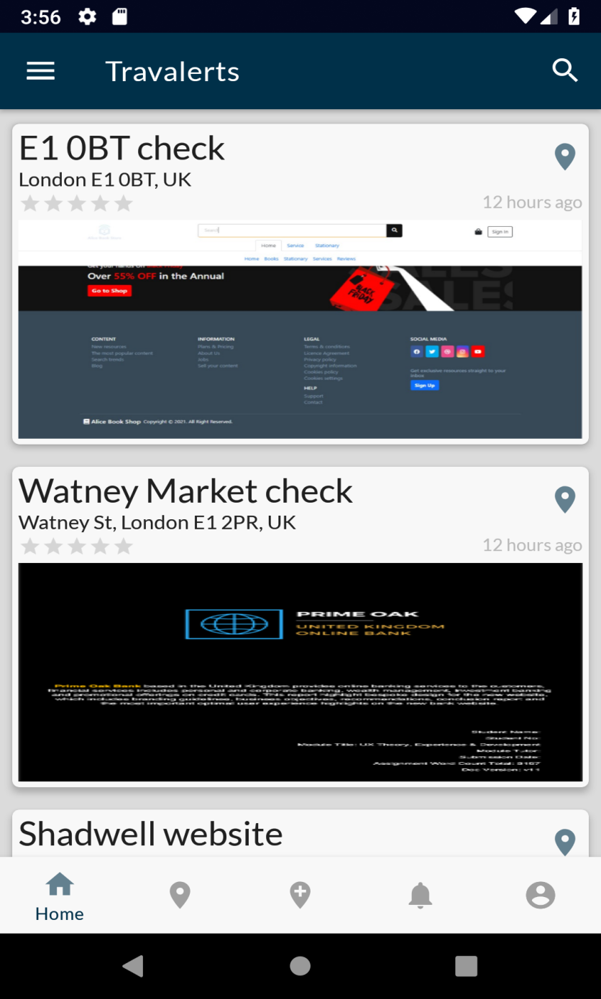 3:56
Travalerts
E1 0BT check
London E1 0BT, UK
12 hours ago
Alice Book Shop
Search
Sign In
Home Service Stationary
Home Books Stationary Services Reviews
Get your hands on Black Friday
Over 55% OFF in the Annual
Go to Shop
BLACK FRIDAY
SALES
CONTENT
New resources
The most popular content
Search trends
Blog
INFORMATION
Plans & Pricing
About Us
Jobs
Sell your content
LEGAL
Terms & conditions
Licence Agreement
Privacy policy
Copyright information
Cookies policy
Cookies settings
HELP
Support
Contact
SOCIAL MEDIA
Get exclusive resources straight to your
inbox
Sign Up
Alice Book Shop Copyright © 2021. All Right Reserved.
Watney Market check
Watney St, London E1 2PR, UK
12 hours ago
PRIME OAK
UNITED KINGDOM
ONLINE BANK
Prime Oak Bank based in the United Kingdom provides online banking services to the customers,
financial services includes personal and corporate banking, wealth management, investment banking
and promotional offerings on credit cards. This report highlight bespoke design for the new website,
which includes branding guidelines, business objectives, recommendations, conclusion report and
the most important optimal user experience highlights on the new bank website.
Student Name:
Student No:
Module Title: UX Theory, Experience & Development
Module Tutor:
Submission Date:
Assignment Word Count Total: 3167
Doc Version: v11
Shadwell website
Home